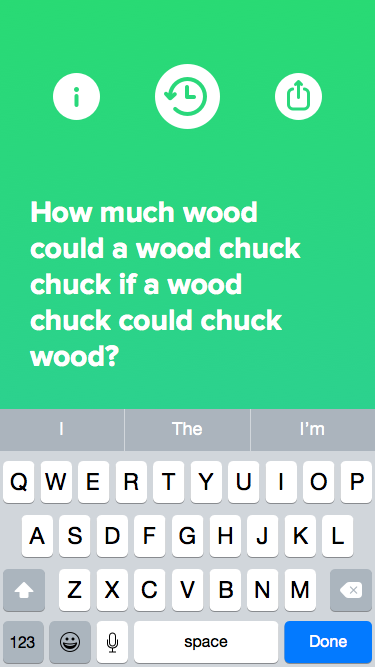 How much wood
could a wood chuck
chuck if a wood
chuck could chuck
wood?
I The I'm
Q W E R T Y U I O P
A S D F G H J K L
Z X C V B N M
123 space Done